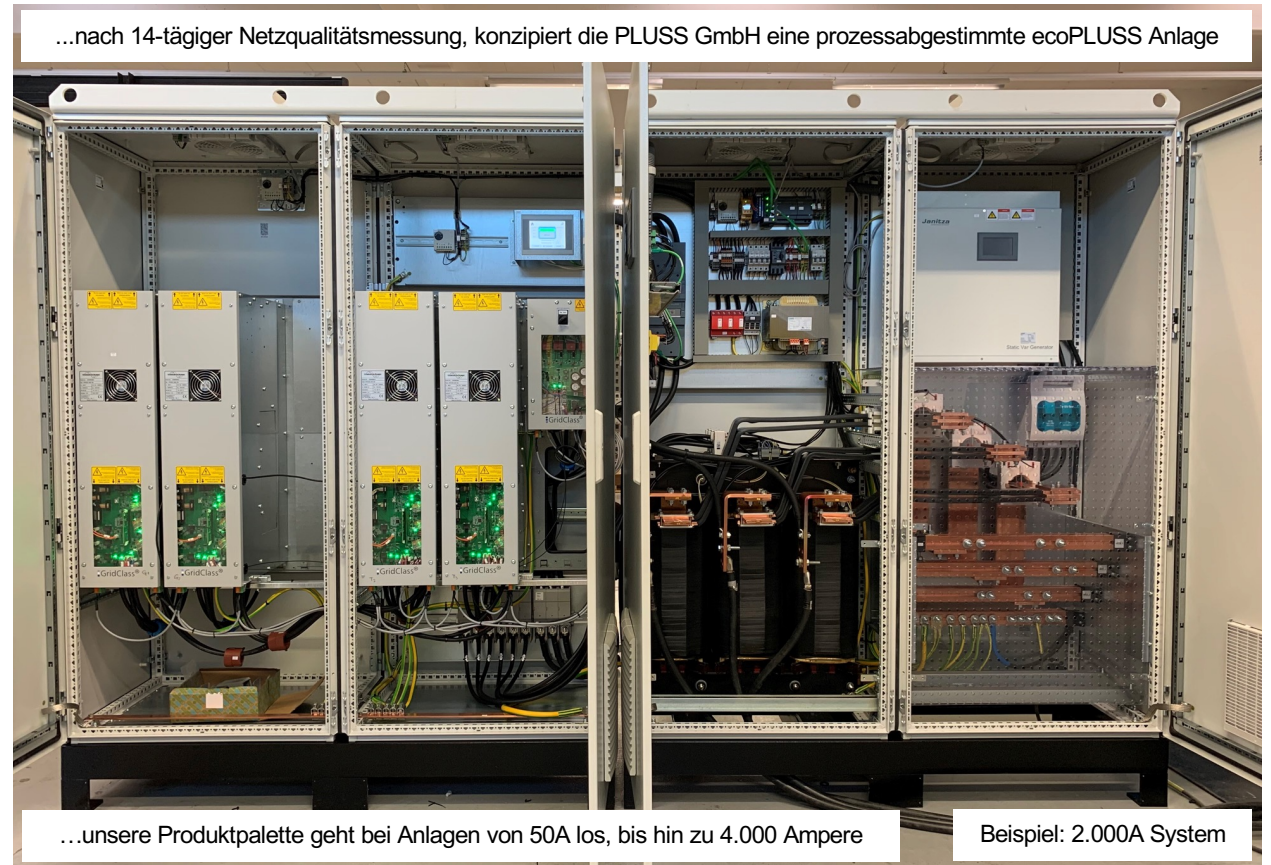 ...nach 14-tägiger Netzqualitätsmessung, konzipiert die PLUSS GmbH eine prozessabgestimmte ecoPLUSS Anlage
Janitza
Static Var Generator
GridClass®
GridClass®
GridClass®
GridClass®
GridClass®
…unsere Produktpalette geht bei Anlagen von 50A los, bis hin zu 4.000 Ampere
Beispiel: 2.000A System